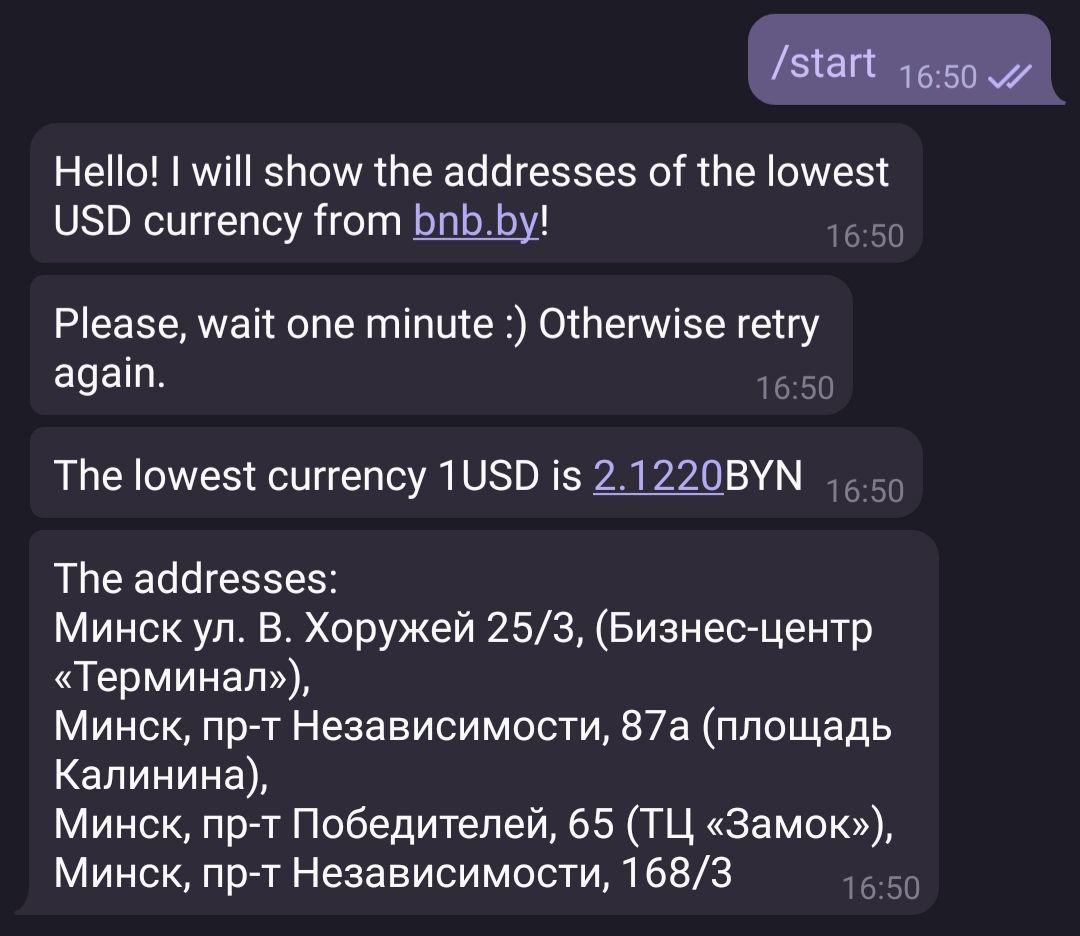 /start 16:50
Hello! I will show the addresses of the lowest
USD currency from bnb.by!
16:50
Please, wait one minute :) Otherwise retry
again.
16:50
The lowest currency 1USD is 2.1220BYN 16:50
The addresses:
Минск ул. В. Хоружей 25/3, (Бизнес-центр
«Терминал»),
Минск, пр-т Независимости, 87а (площадь
Калинина),
Минск, пр-т Победителей, 65 (ТЦ «Замок»),
Минск, пр-т Независимости, 168/3
16:50